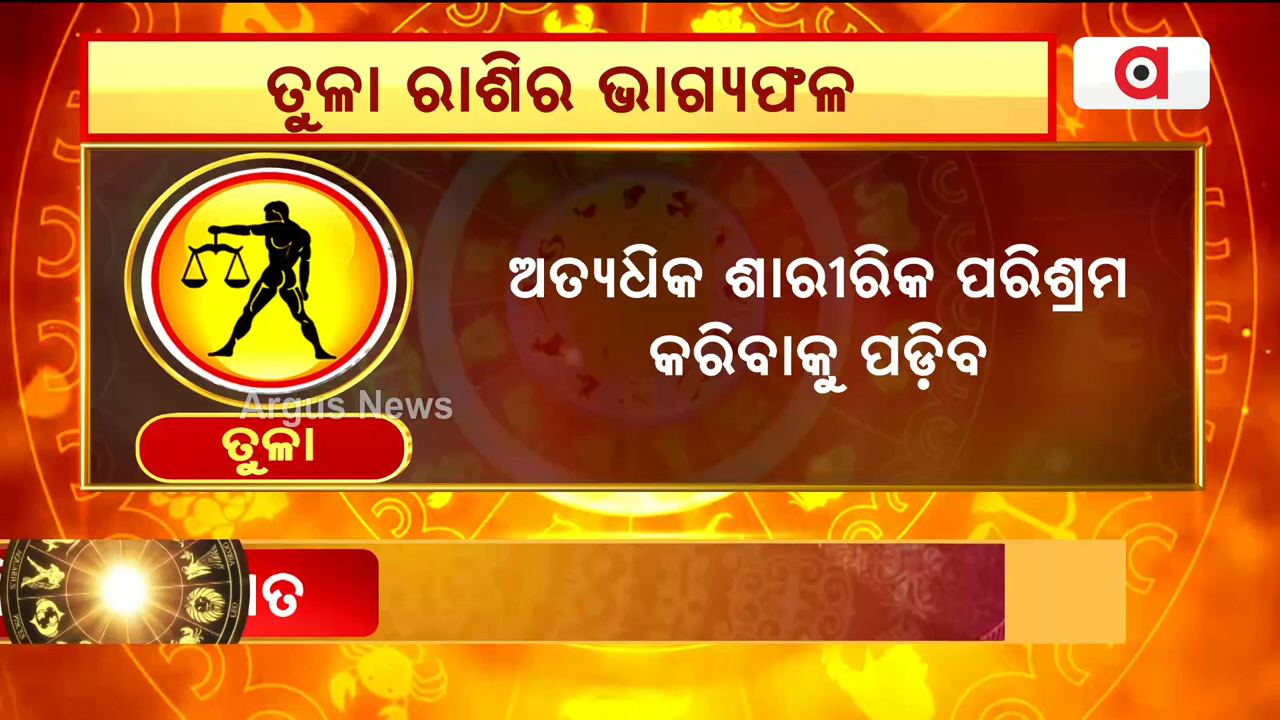 ତୁଳା ରାଶିର ଭାଗ୍ୟଫଳ
ଅତ୍ୟଧିକ ଶାରୀରିକ ପରିଶ୍ରମ
କରିବାକୁ ପଡ଼ିବ
Argus News
ତୁଳା